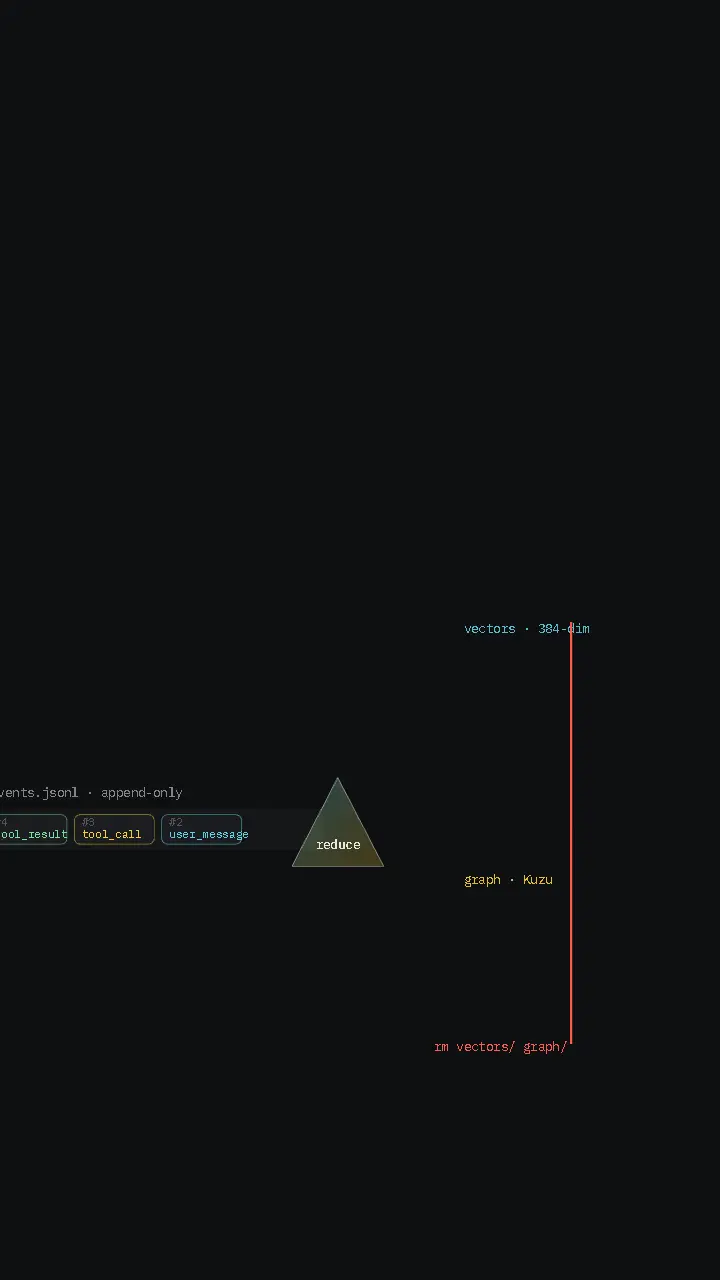 vectors · 384-dim
vents.jsonl · append-only
#4 #3 #2
ool_result tool_call user_message
reduce
graph · Kuzu
rm vectors/ graph/